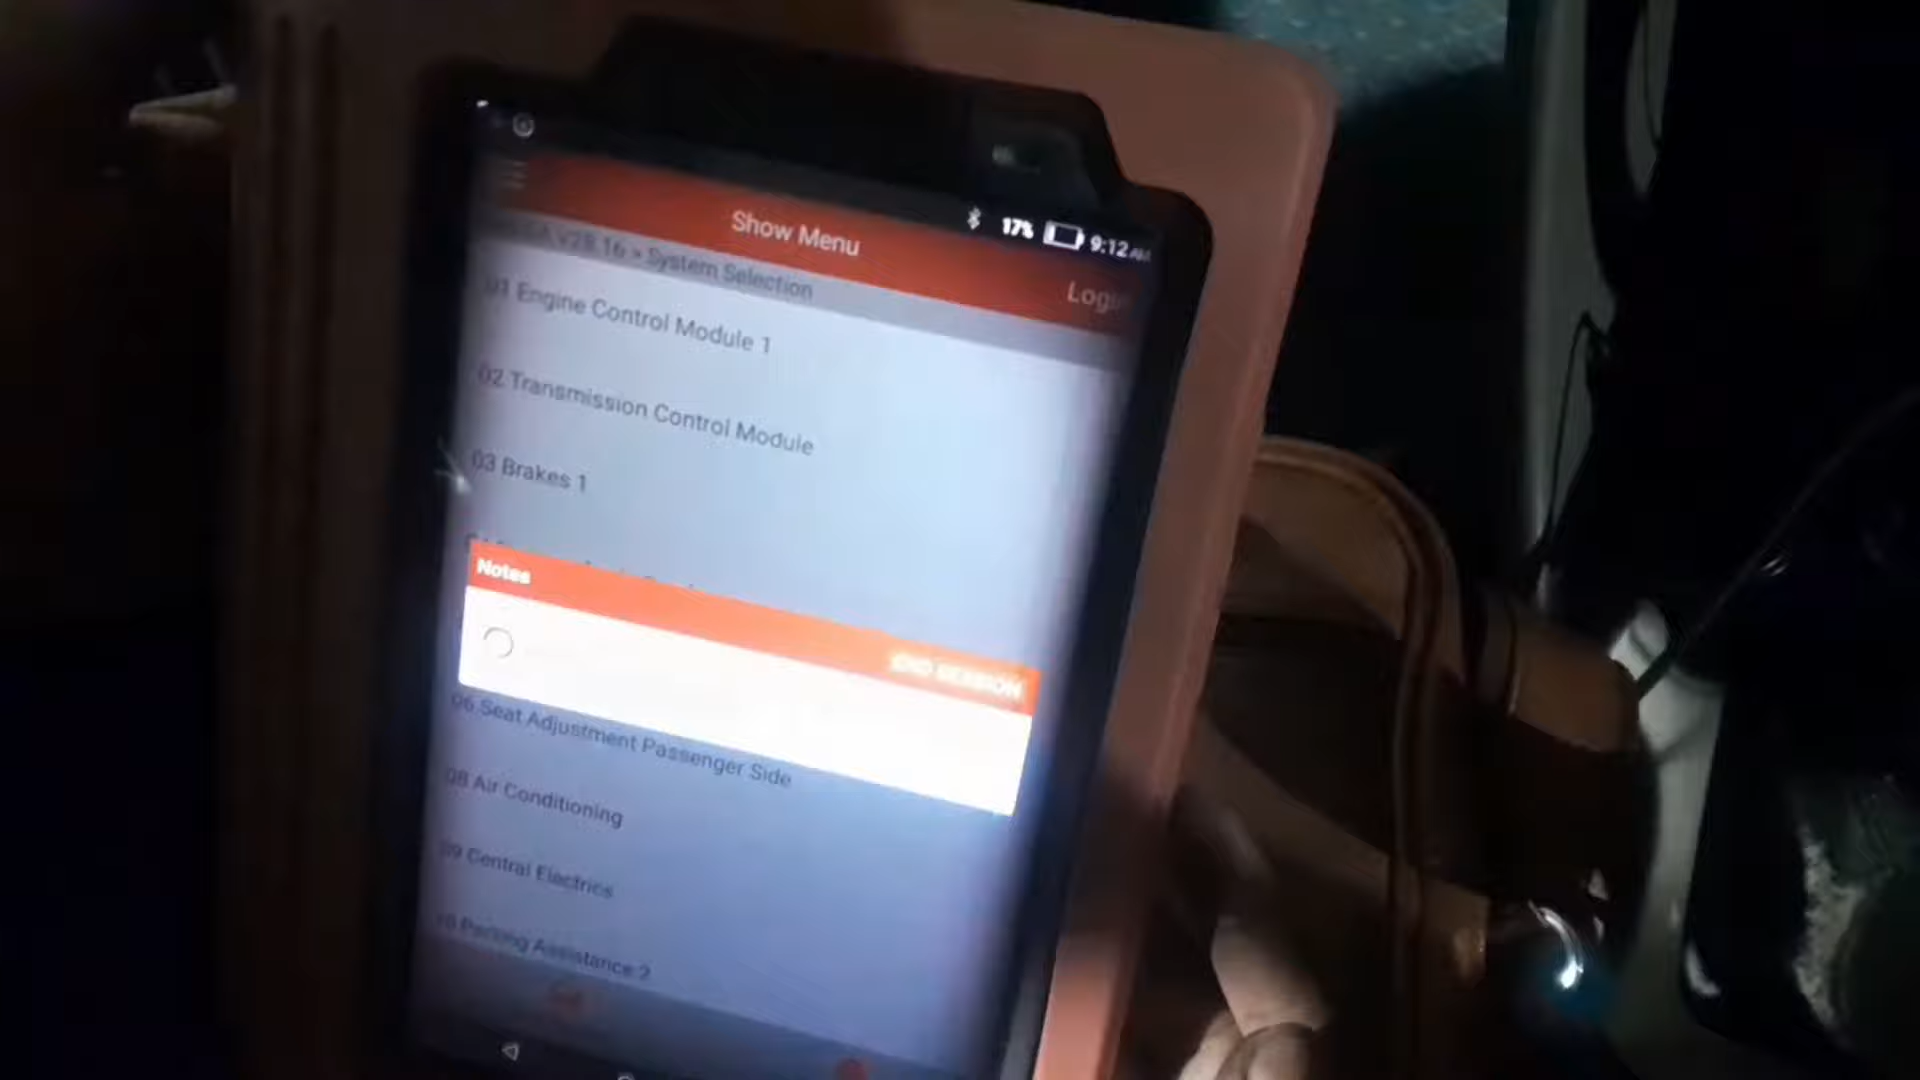 17% 9:12 AM
Show Menu
Login
V28.16 > System Selection
01 Engine Control Module 1
02 Transmission Control Module
03 Brakes 1
Notes
END SESSION
06 Seat Adjustment Passenger Side
08 Air Conditioning
09 Central Electrics
Parking Assistance 2